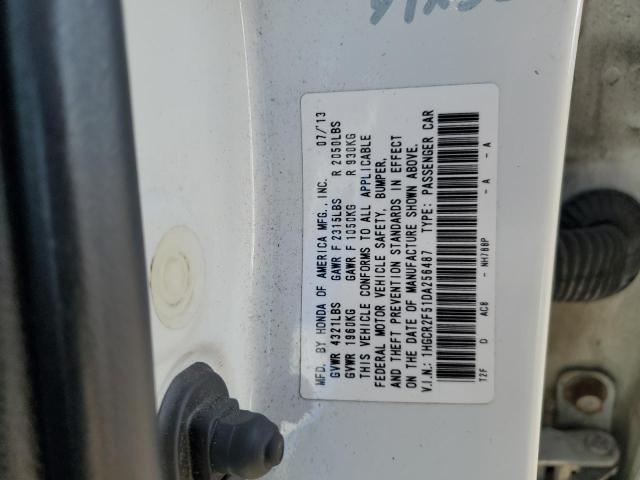 MFD. BY HONDA OF AMERICA MFG., INC. 07/13
GVWR 4321LBS GAWR F 2315LBS R 2050LBS
GVWR 1960KG GAWR F 1050KG R 930KG
THIS VEHICLE CONFORMS TO ALL APPLICABLE
FEDERAL MOTOR VEHICLE SAFETY, BUMPER,
AND THEFT PREVENTION STANDARDS IN EFFECT
ON THE DATE OF MANUFACTURE SHOWN ABOVE.
V.I.N.: 1HGCR2F51DA256487 TYPE: PASSENGER CAR
T2F D AC8 - NH788P - A - A